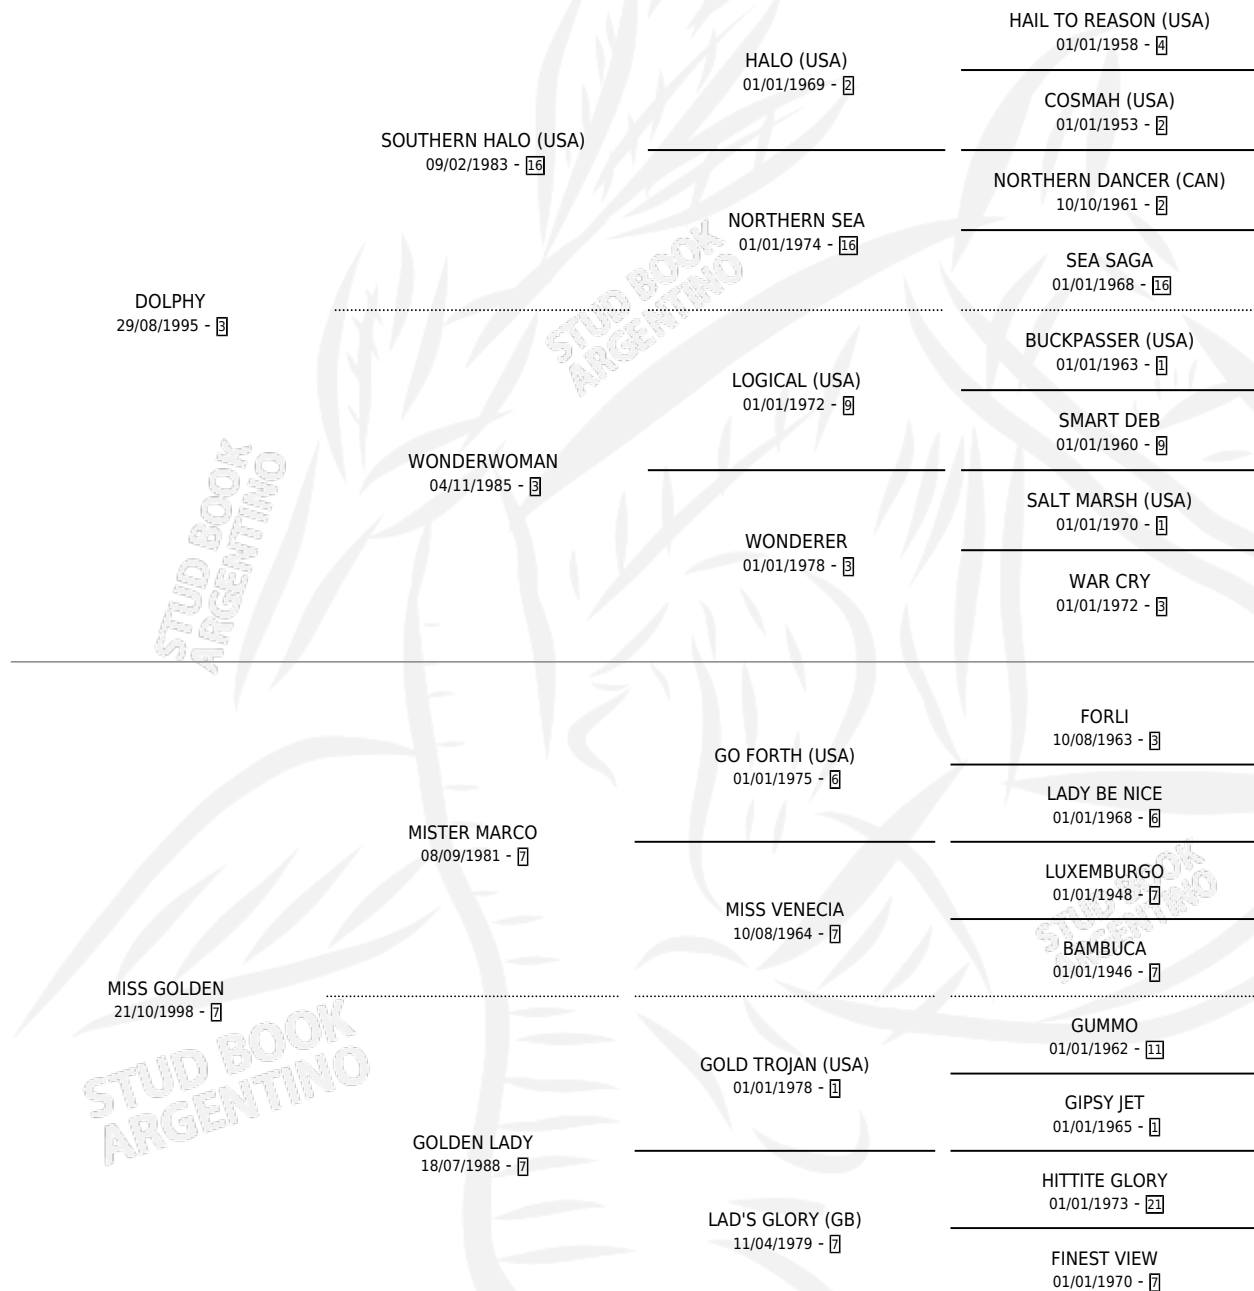 HAIL TO REASON (USA)
01/01/1958 - 4
HALO (USA)
01/01/1969 - 2
COSMAH (USA)
01/01/1953 - 2
SOUTHERN HALO (USA)
09/02/1983 - 16
NORTHERN DANCER (CAN)
10/10/1961 - 2
NORTHERN SEA
01/01/1974 - 16
SEA SAGA
01/01/1968 - 16
DOLPHY
29/08/1995 - 3
BUCKPASSER (USA)
01/01/1963 - 1
LOGICAL (USA)
01/01/1972 - 9
SMART DEB
01/01/1960 - 9
WONDERWOMAN
04/11/1985 - 3
SALT MARSH (USA)
01/01/1970 - 1
WONDERER
01/01/1978 - 3
WAR CRY
01/01/1972 - 3
FORLI
10/08/1963 - 3
GO FORTH (USA)
01/01/1975 - 6
LADY BE NICE
01/01/1968 - 6
MISTER MARCO
08/09/1981 - 7
LUXEMBURGO
01/01/1948 - 7
MISS VENECIA
10/08/1964 - 7
BAMBUCA
01/01/1946 - 7
MISS GOLDEN
21/10/1998 - 7
GUMMO
01/01/1962 - 11
GOLD TROJAN (USA)
01/01/1978 - 1
GIPSY JET
01/01/1965 - 1
GOLDEN LADY
18/07/1988 - 7
HITTITE GLORY
01/01/1973 - 21
LAD'S GLORY (GB)
11/04/1979 - 7
FINEST VIEW
01/01/1970 - 7
STUD BOOK
ARGENTINO
STUD BOOK
ARGENTINO
STUD BOOK
ARGENTINO
STUD BOOK
ARGENTINO